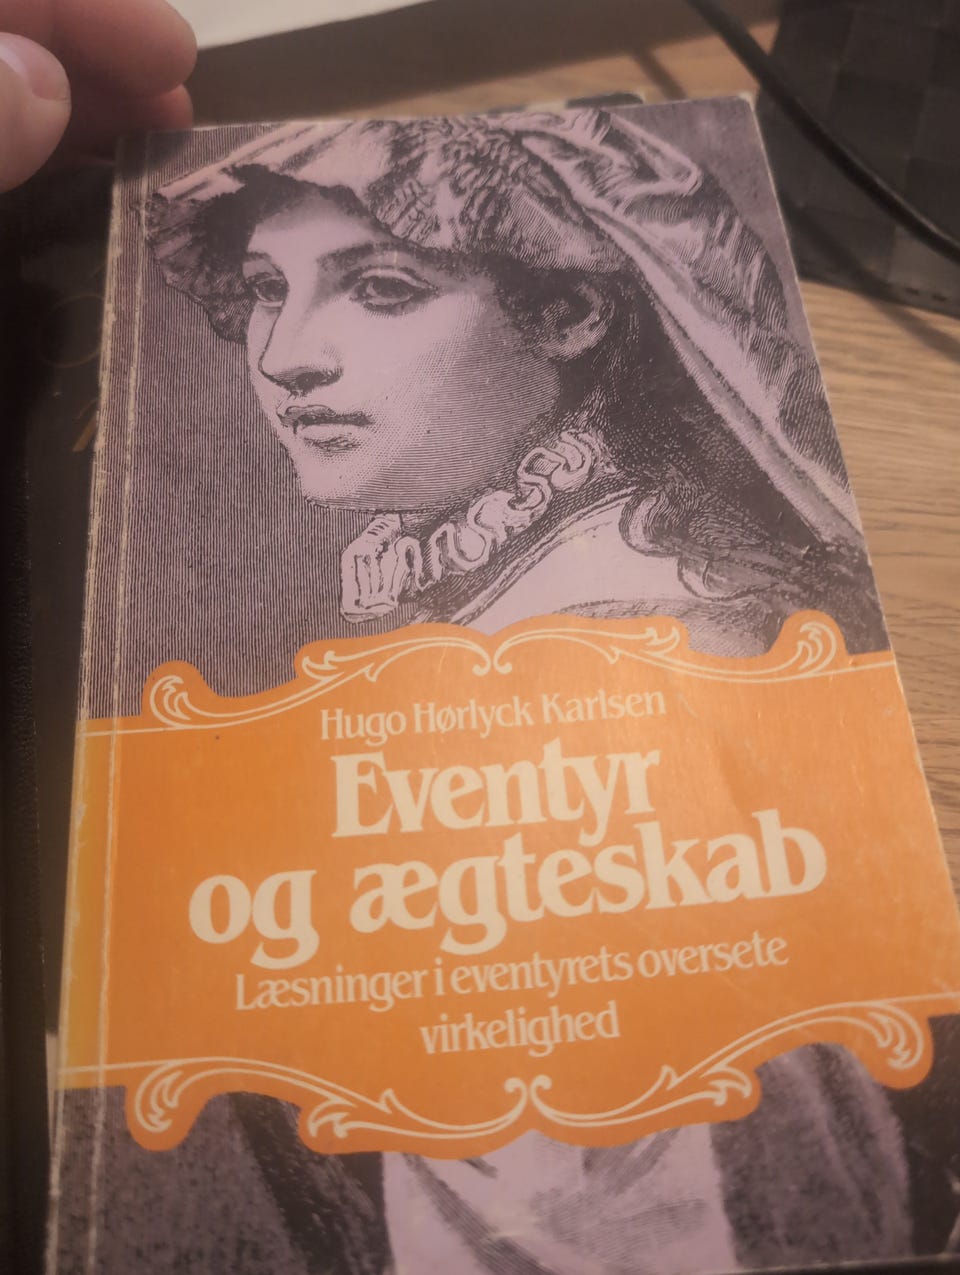 Hugo Hørlyck Karlsen
Eventyr
og ægteskab
Læsninger i eventyrets oversete
virkelighed